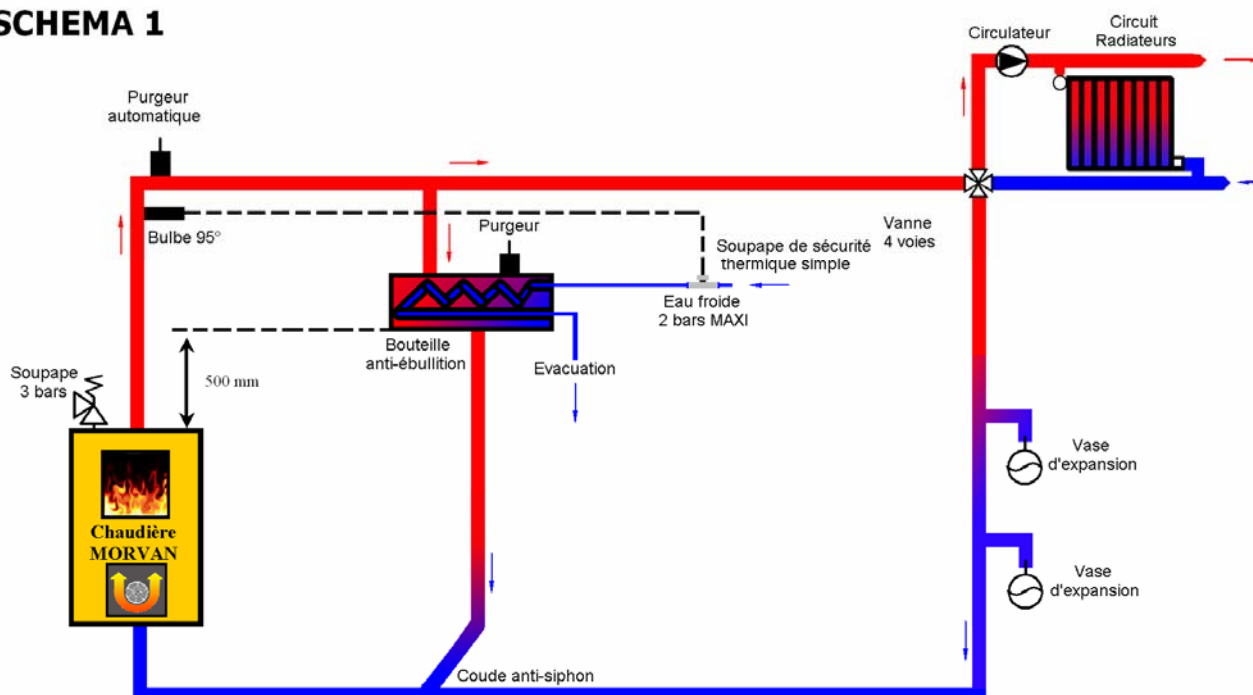 SCHEMA 1
Circulateur
Circuit
Radiateurs
Purgeur
automatique
Bulbe 95°
Purgeur
Soupape de sécurité
thermique simple
Vanne
4 voies
Eau froide
2 bars MAXI
Bouteille
anti-ébullition
Evacuation
500 mm
Soupape
3 bars
Chaudière
MORVAN
Vase
d'expansion
Vase
d'expansion
Coude anti-siphon